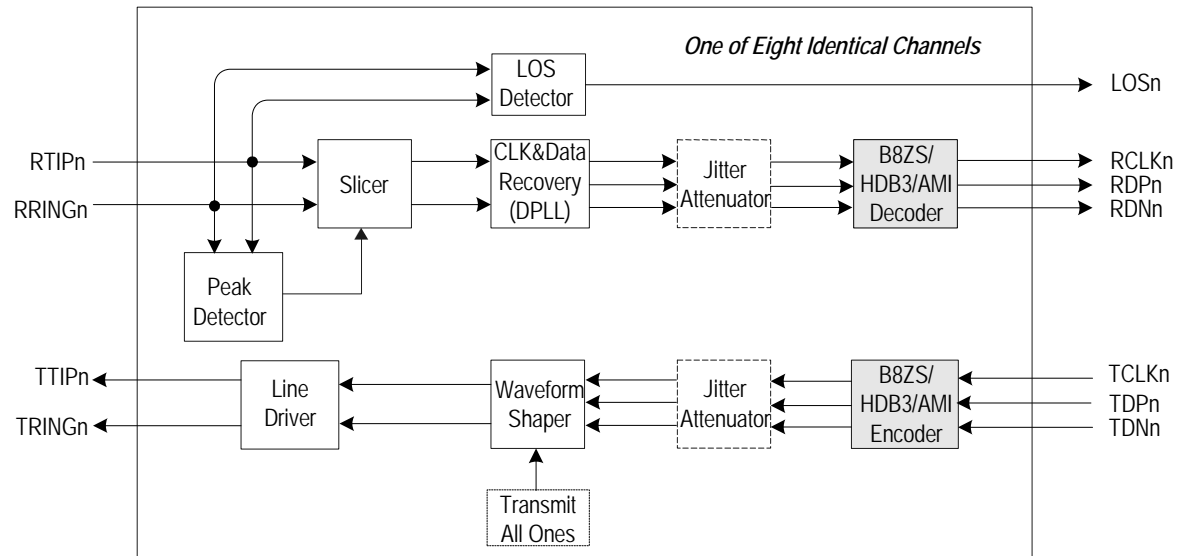 One of Eight Identical Channels
LOS
Detector
LOSn
RTIPn
RRINGn
Slicer
CLK&Data
Recovery
(DPLL)
Jitter
Attenuator
B8ZS/
HDB3/AMI
Decoder
RCLKn
RDPn
RDNn
Peak
Detector
TTIPn
TRINGn
Line
Driver
Waveform
Shaper
Jitter
Attenuator
B8ZS/
HDB3/AMI
Encoder
TCLKn
TDPn
TDNn
Transmit
All Ones